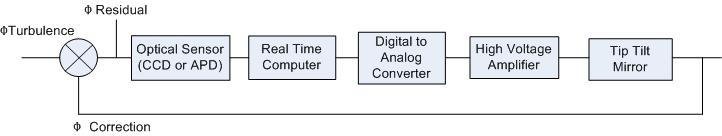 Φ Residual
ΦTurbulence
Optical Sensor
(CCD or APD)
Real Time
Computer
Digital to
Analog
Converter
High Voltage
Amplifier
Tip Tilt
Mirror
Φ Correction